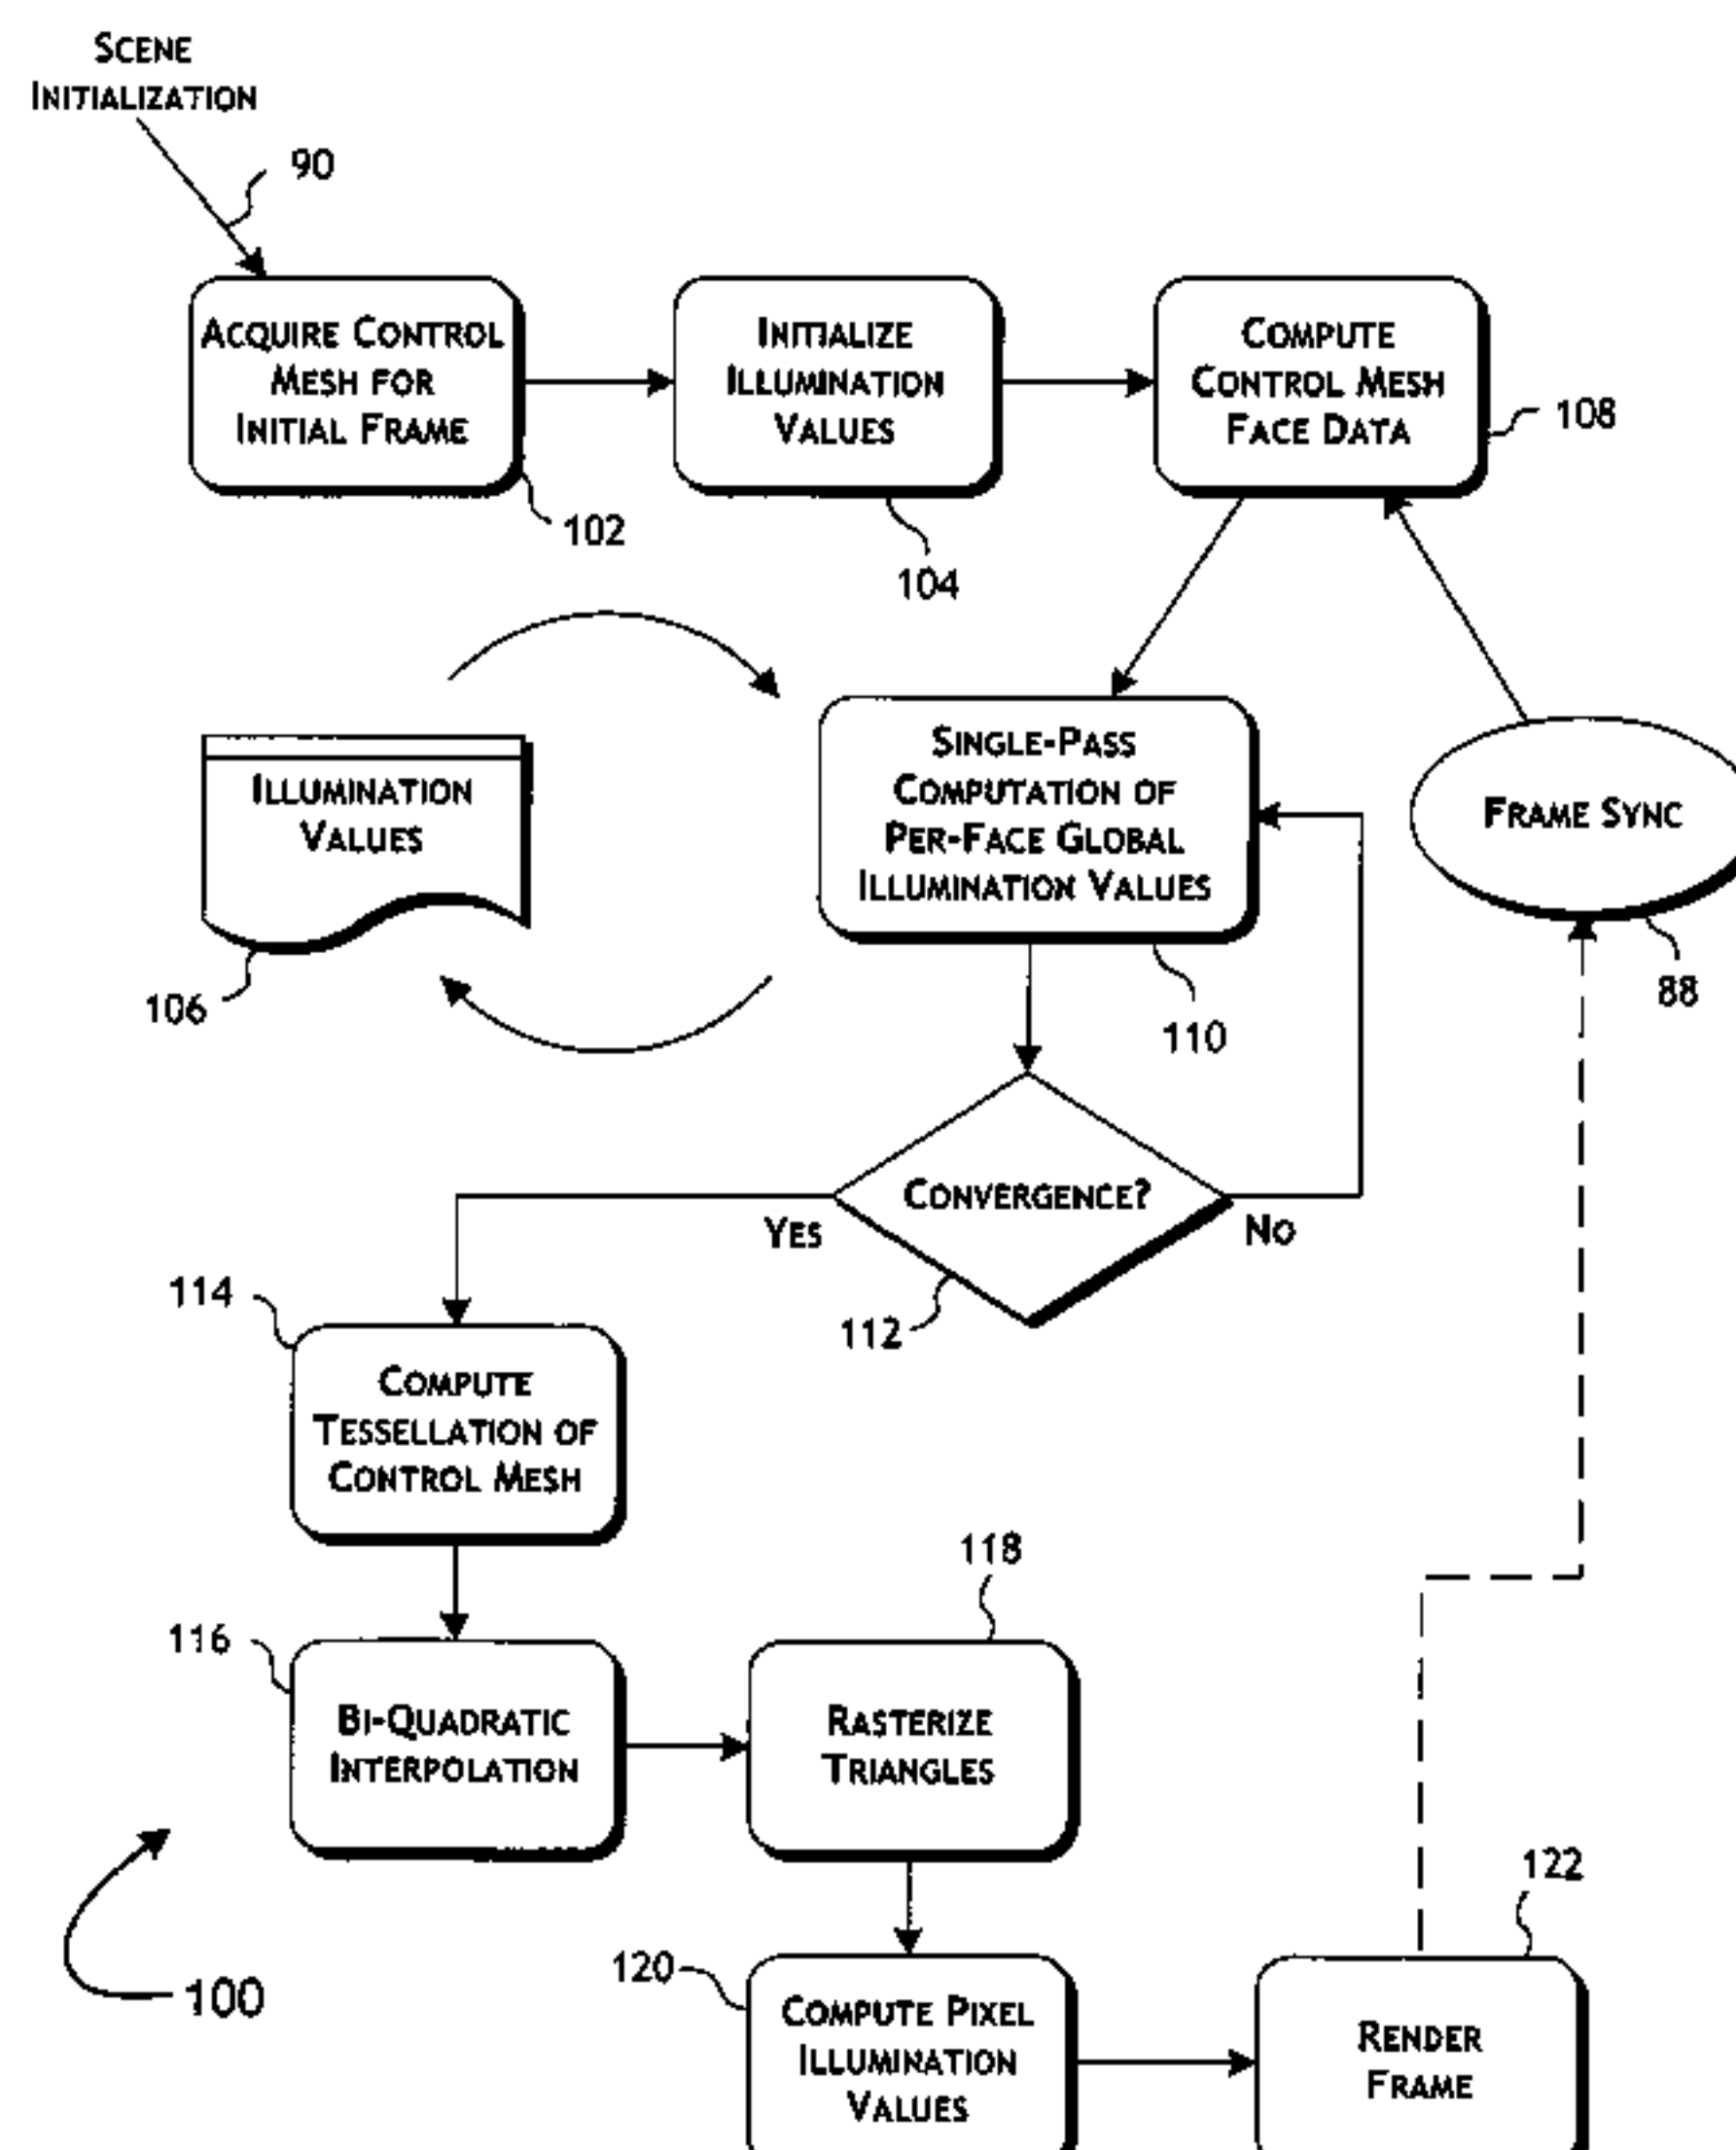 SCENE
INITIALIZATION
90
ACQUIRE CONTROL
MESH FOR
INITIAL FRAME
102
INITIALIZE
ILLUMINATION
VALUES
104
COMPUTE
CONTROL MESH
FACE DATA
108
ILLUMINATION
VALUES
106
SINGLE-PASS
COMPUTATION OF
PER-FACE GLOBAL
ILLUMINATION VALUES
110
FRAME SYNC
88
CONVERGENCE?
YES
NO
112
114
COMPUTE
TESSELLATION OF
CONTROL MESH
116
BI-QUADRATIC
INTERPOLATION
118
RASTERIZE
TRIANGLES
120
COMPUTE PIXEL
ILLUMINATION
VALUES
122
RENDER
FRAME
100